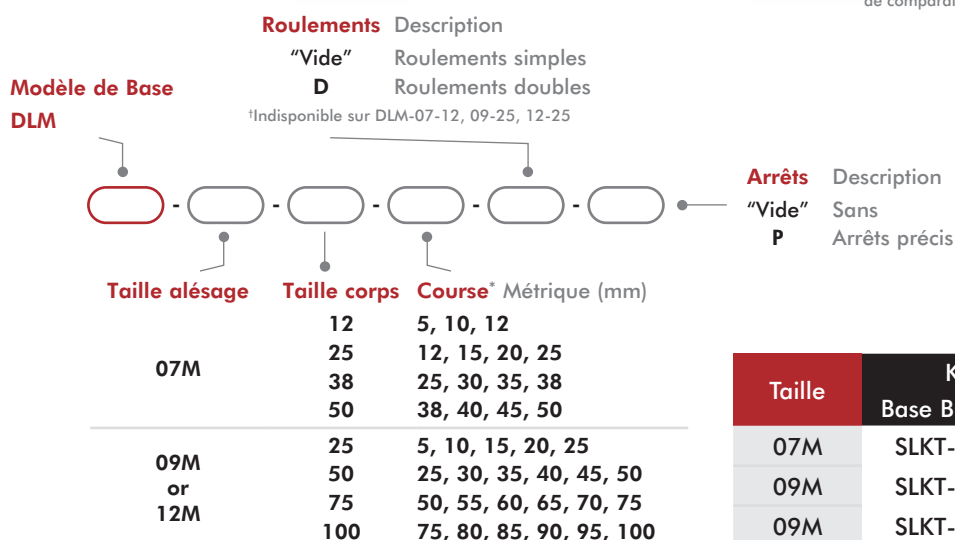 de compara
Roulements Description
“Vide” Roulements simples
D Roulements doubles
†Indisponible sur DLM-07-12, 09-25, 12-25
Modèle de Base
DLM
- - - - -
Arrêts Description
“Vide” Sans
P Arrêts précis
Taille alésage Taille corps Course* Métrique (mm)
07M
12 5, 10, 12
25 12, 15, 20, 25
38 25, 30, 35, 38
50 38, 40, 45, 50
09M
or
12M
25 5, 10, 15, 20, 25
50 25, 30, 35, 40, 45, 50
75 50, 55, 60, 65, 70, 75
100 75, 80, 85, 90, 95, 100
Taille K
Base B
07M SLKT-
09M SLKT-
09M SLKT-